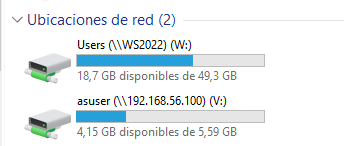 Ubicaciones de red (2)
Users (\\WS2022) (W:)
18,7 GB disponibles de 49,3 GB
asuser (\\192.168.56.100) (V:)
4,15 GB disponibles de 5,59 GB